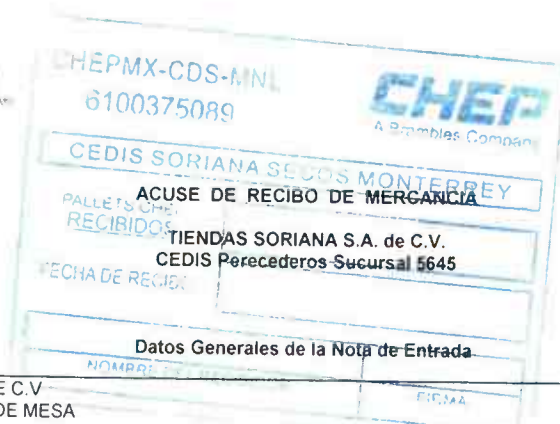 CHEPMX-CDS-MNL
6100375089
CHEP
A Brambles Company
CEDIS SORIANA SECOS MONTERREY
ACUSE DE RECIBO DE MERCANCIA
PALLETS CHEP
RECIBIDOS
TIENDAS SORIANA S.A. de C.V.
CEDIS Perecederos Sucursal 5645
FECHA DE RECIBO
Datos Generales de la Nota de Entrada
NOMBRE
FIRMA
E C.V
DE MESA